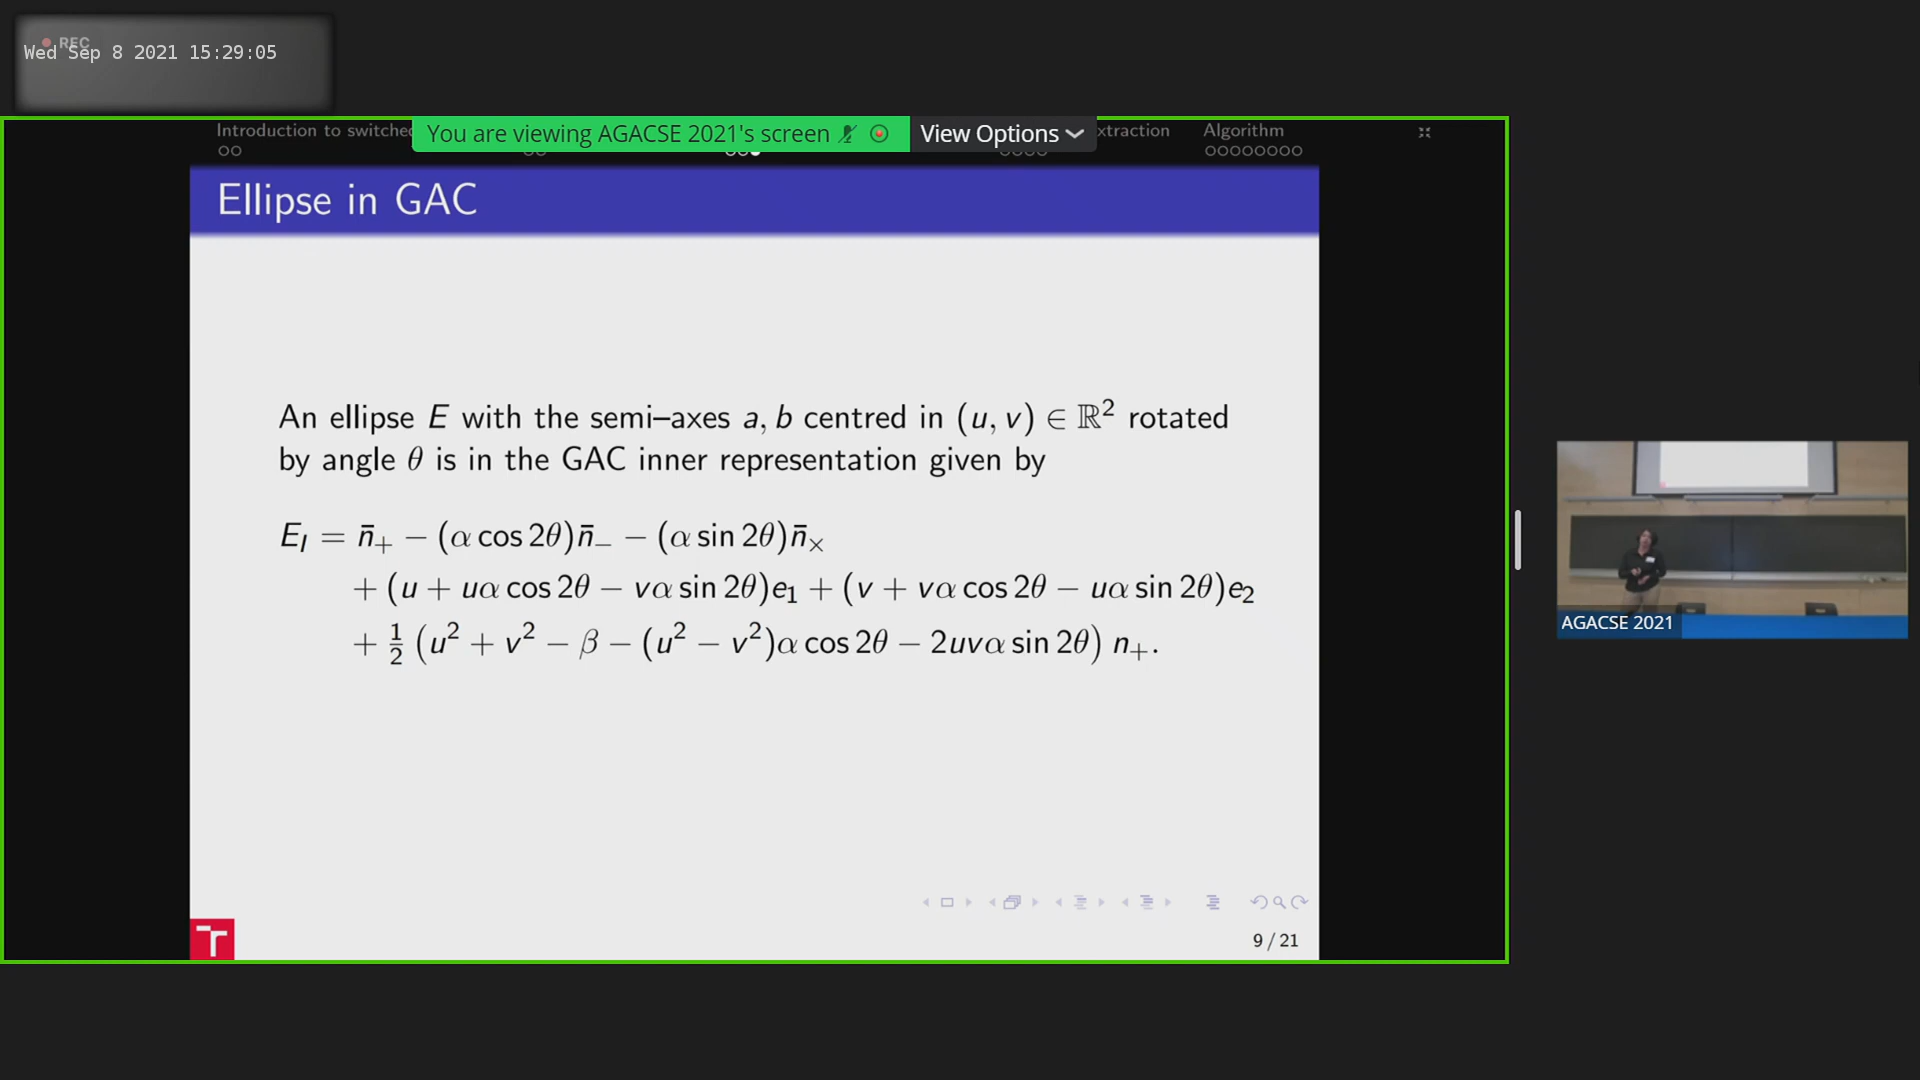 REC
Wed Sep 8 2021 15:29:05
Introduction to switched
You are viewing AGACSE 2021's screen
View Options
xtraction
Algorithm
Ellipse in GAC
An ellipse E with the semi–axes a, b centred in (u, v) ∈ ℝ² rotated
by angle θ is in the GAC inner representation given by
E_I = n̄₊ − (α cos 2θ)n̄₋ − (α sin 2θ)n̄ₓ
+ (u + uα cos 2θ − vα sin 2θ)e₁ + (v + vα cos 2θ − uα sin 2θ)e₂
+ ½ (u² + v² − β − (u² − v²)α cos 2θ − 2uvα sin 2θ) n₊.
9 / 21
AGACSE 2021